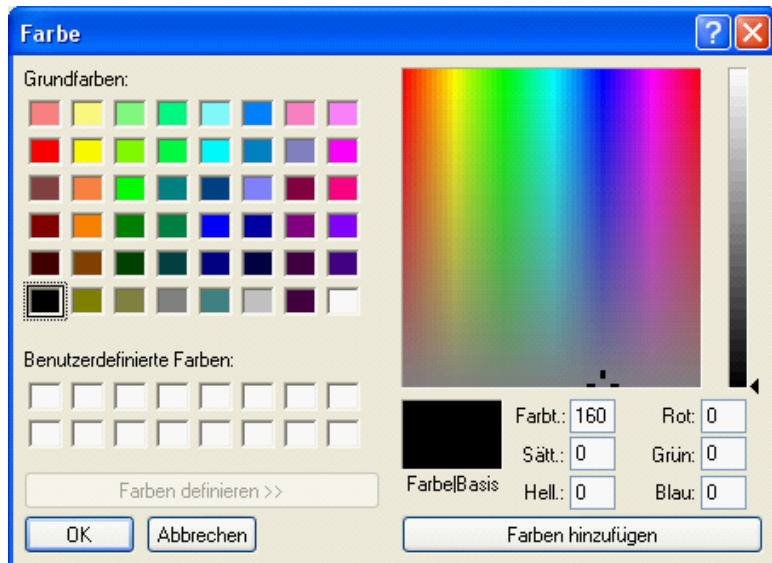 Farbe
Grundfarben:
Benutzerdefinierte Farben:
Farben definieren >>
OK
Abbrechen
Farbe|Basis
Farbt.: 160
Sätt.: 0
Hell.: 0
Rot: 0
Grün: 0
Blau: 0
Farben hinzufügen